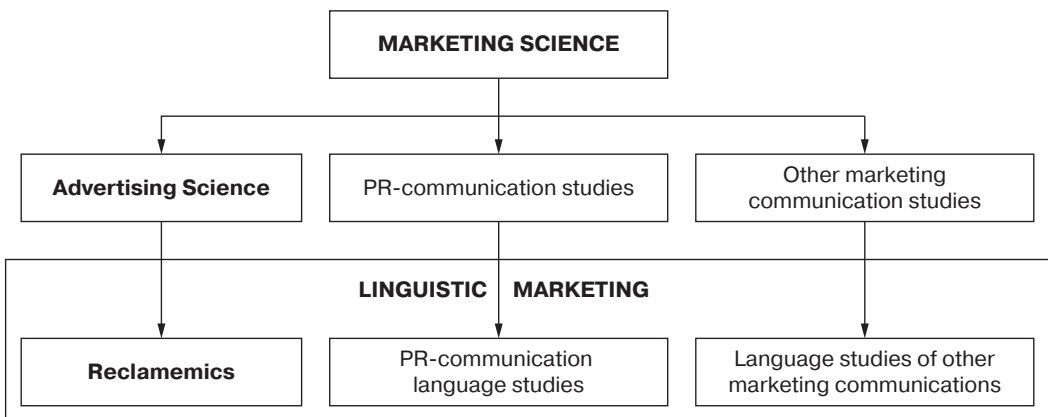 MARKETING SCIENCE
Advertising Science
PR-communication studies
Other marketing
communication studies
LINGUISTIC MARKETING
Reclamemics
PR-communication
language studies
Language studies of other
marketing communications